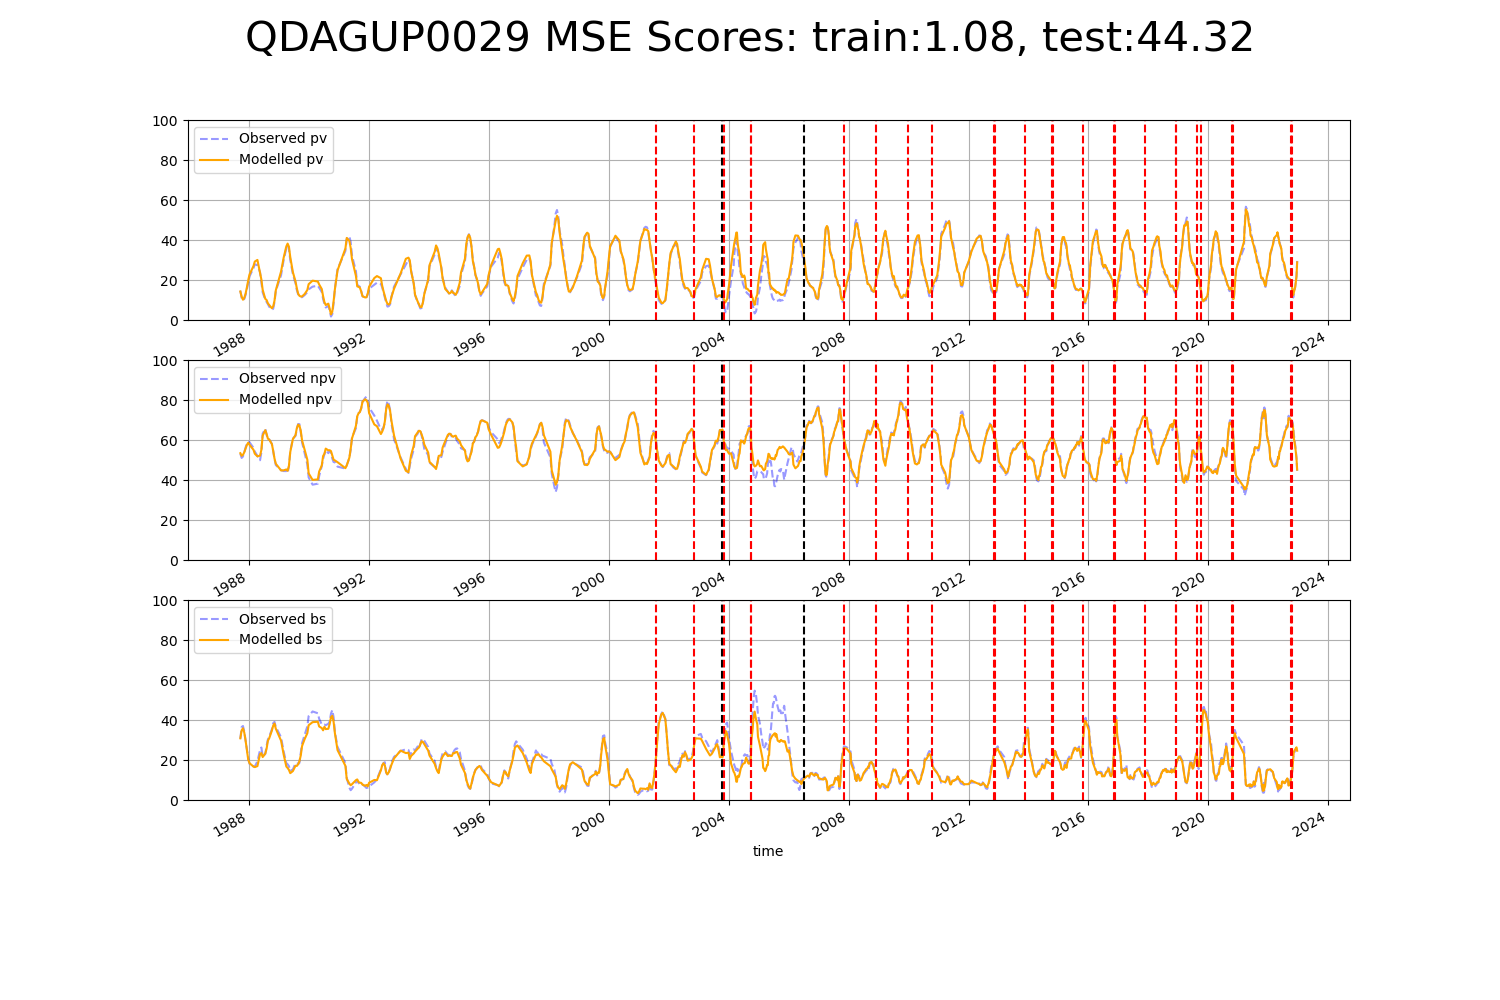 QDAGUP0029 MSE Scores: train:1.08, test:44.32
100
80
60
40
20
0
Observed pv
Modelled pv
1988 1992 1996 2000 2004 2008 2012 2016 2020 2024
100
80
60
40
20
0
Observed npv
Modelled npv
1988 1992 1996 2000 2004 2008 2012 2016 2020 2024
100
80
60
40
20
0
Observed bs
Modelled bs
1988 1992 1996 2000 2004 2008 2012 2016 2020 2024
time